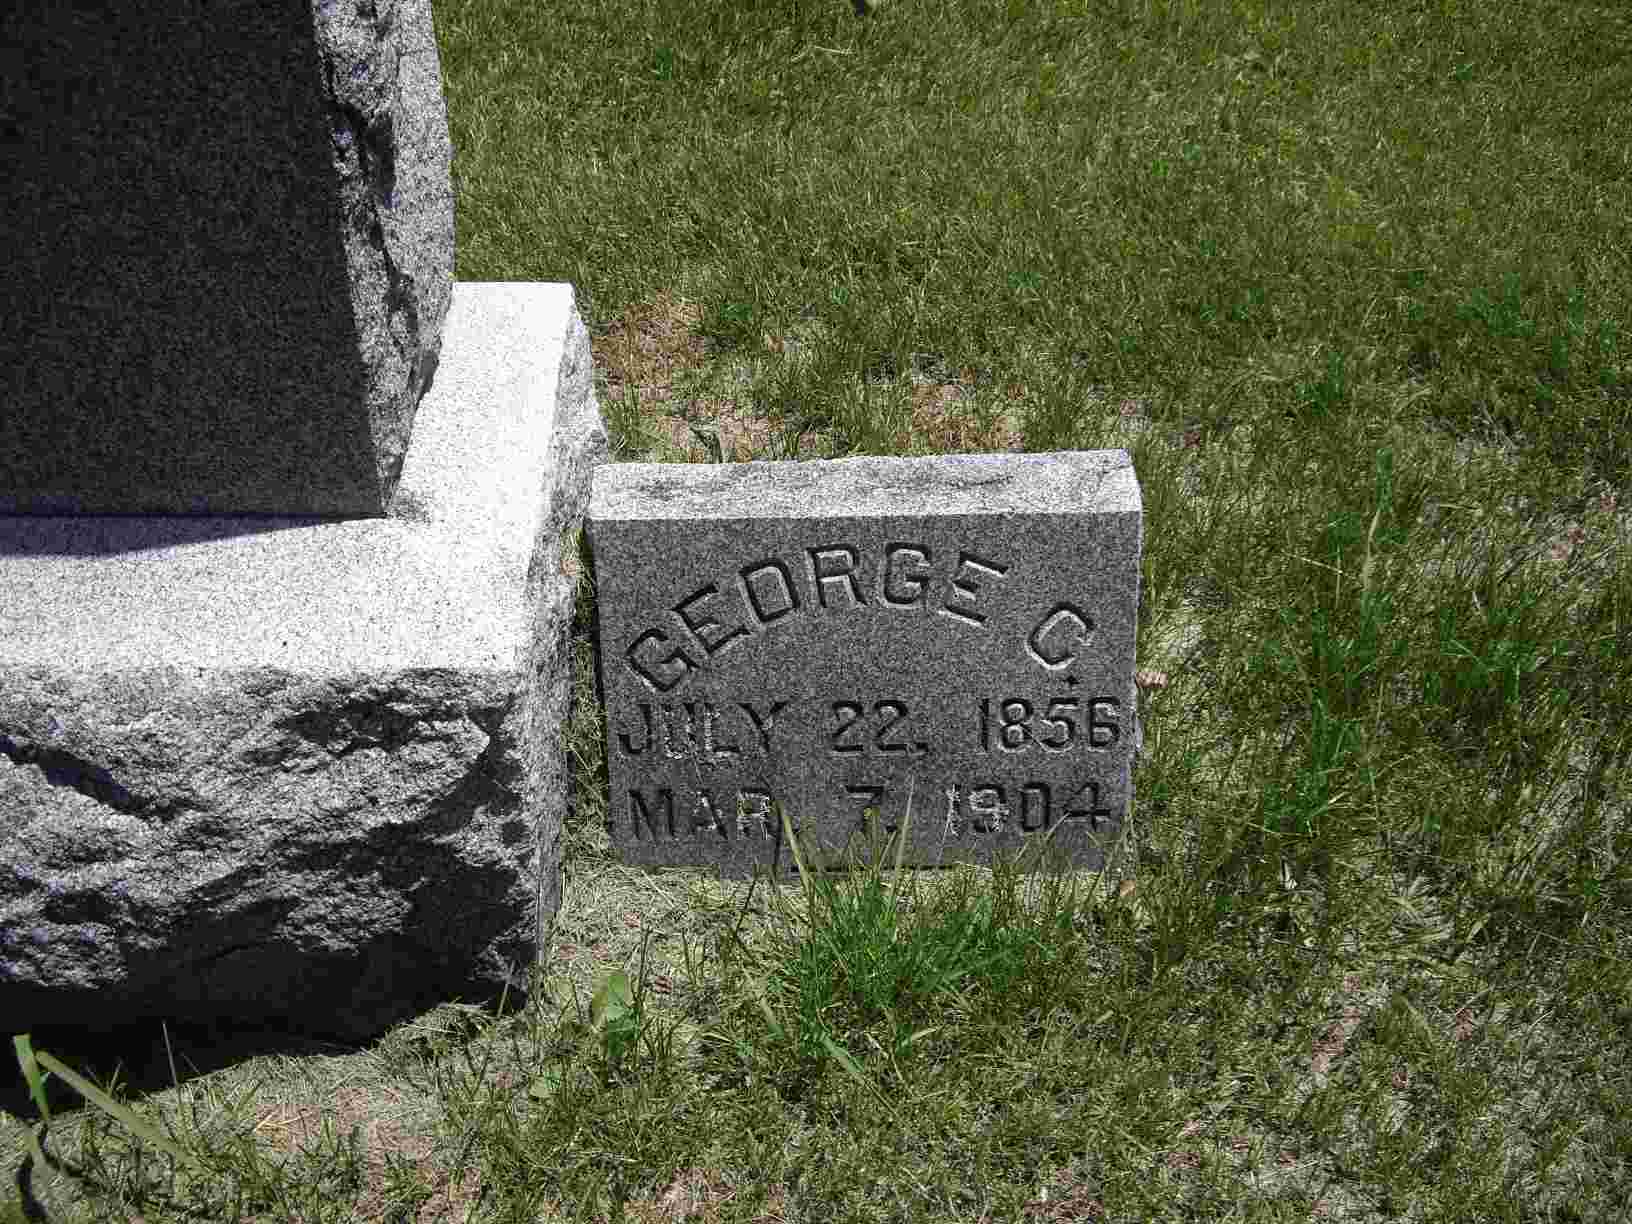 GEORGE C.
JULY 22, 1856
MAR. 7, 1904